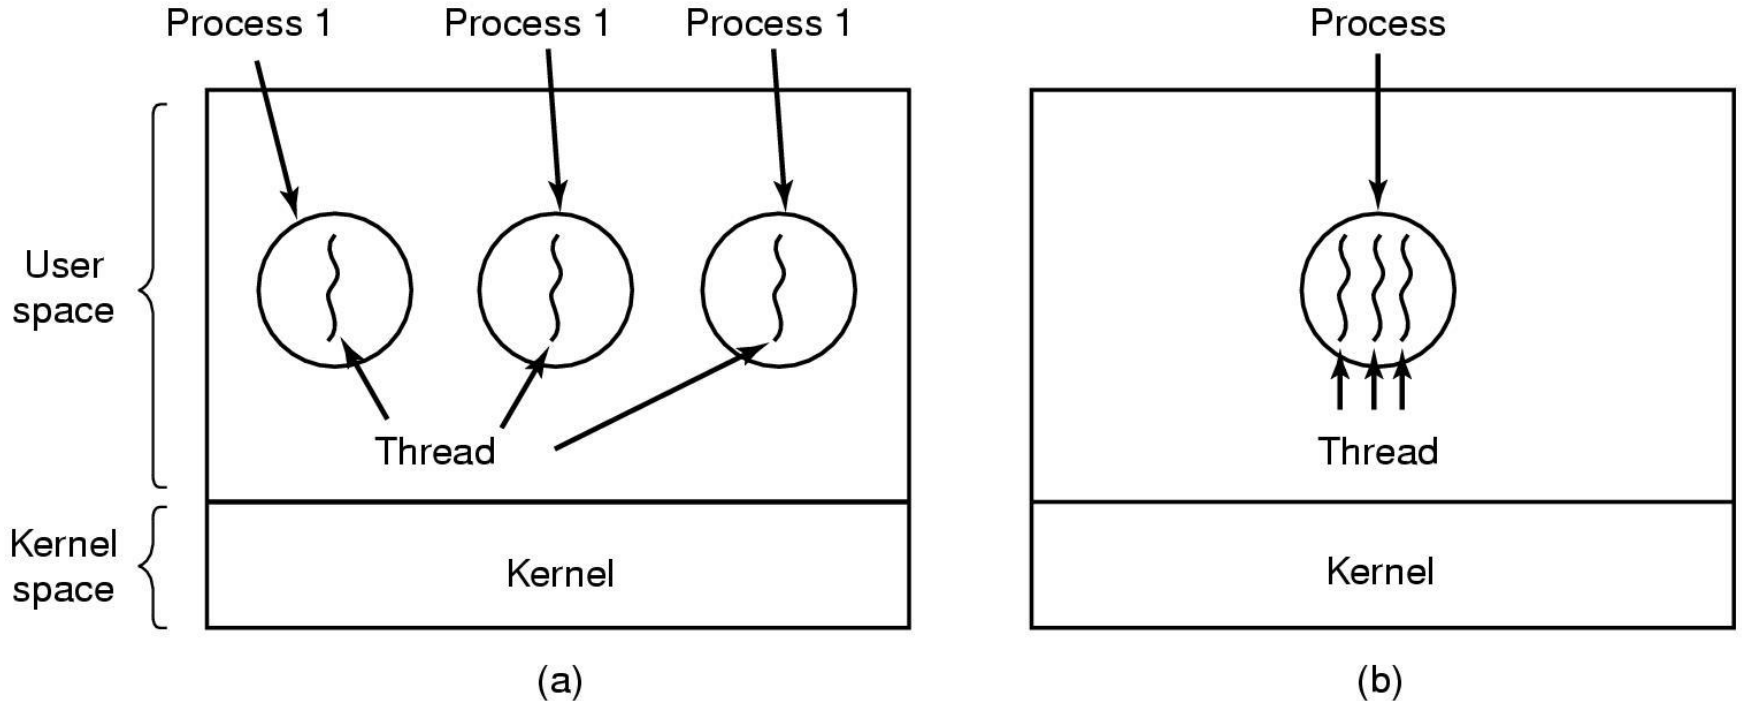 Process 1 Process 1 Process 1
Process
User
space
Thread
Thread
Kernel
space
Kernel
Kernel
(a)
(b)